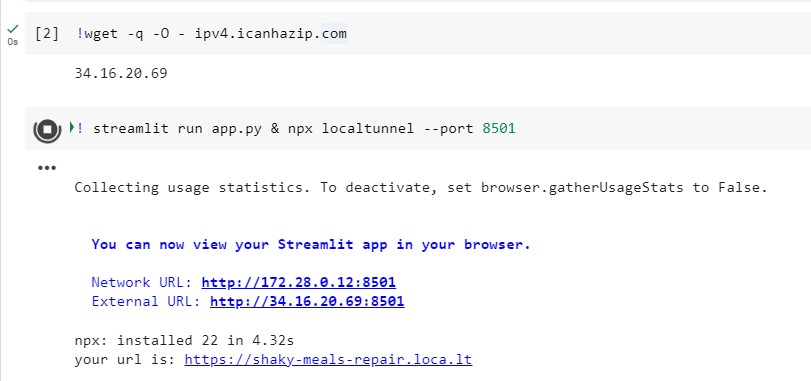 [2] !wget -q -O - ipv4.icanhazip.com
0s
34.16.20.69
! streamlit run app.py & npx localtunnel --port 8501
Collecting usage statistics. To deactivate, set browser.gatherUsageStats to False.
You can now view your Streamlit app in your browser.
Network URL: http://172.28.0.12:8501
External URL: http://34.16.20.69:8501
npx: installed 22 in 4.32s
your url is: https://shaky-meals-repair.loca.lt